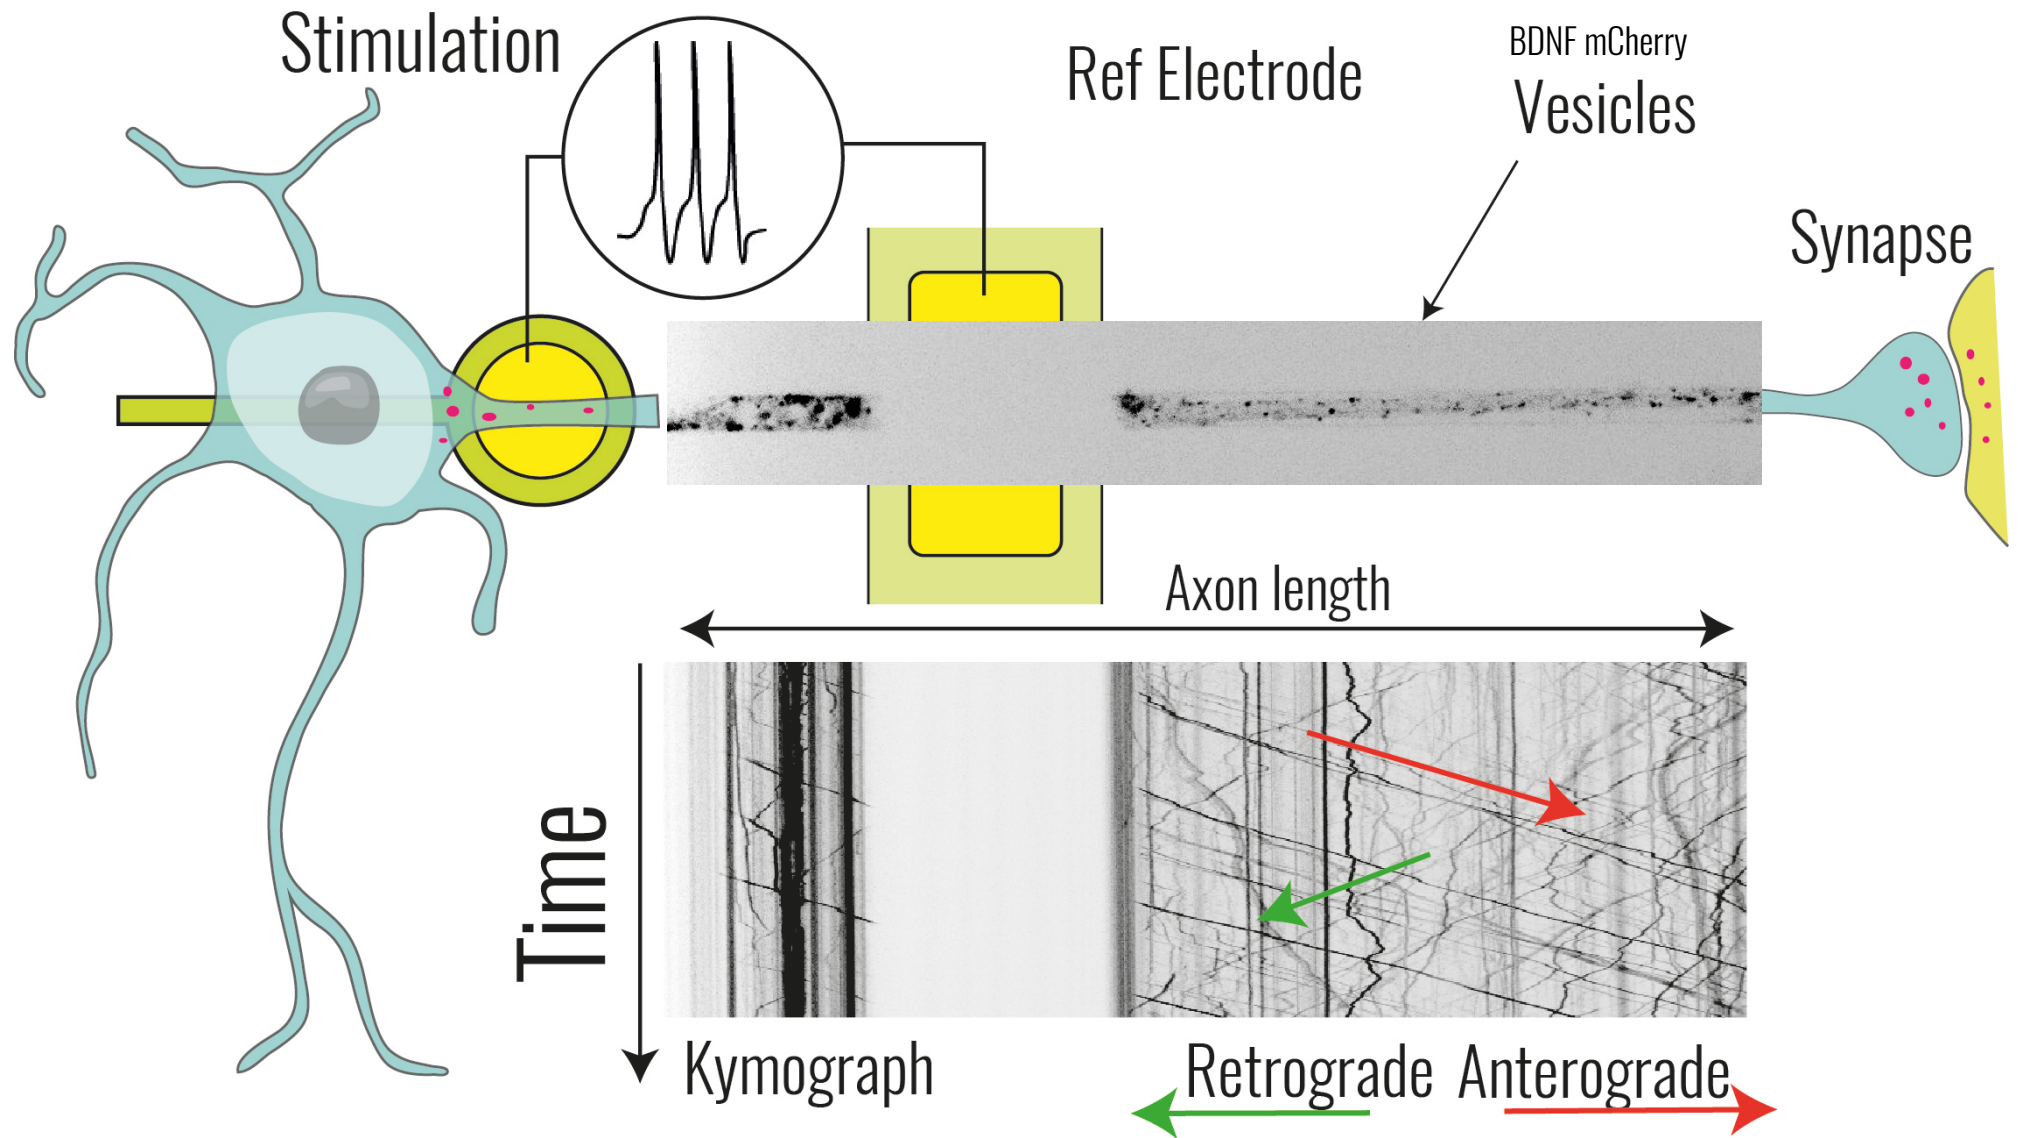 Stimulation
Ref Electrode
BDNF mCherry
Vesicles
Synapse
Axon length
Time
Kymograph
Retrograde
Anterograde